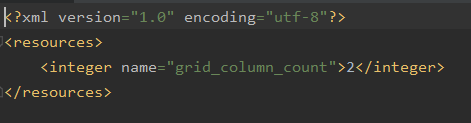 <?xml version="1.0" encoding="utf-8"?>
<resources>
    <integer name="grid_column_count">2</integer>
</resources>